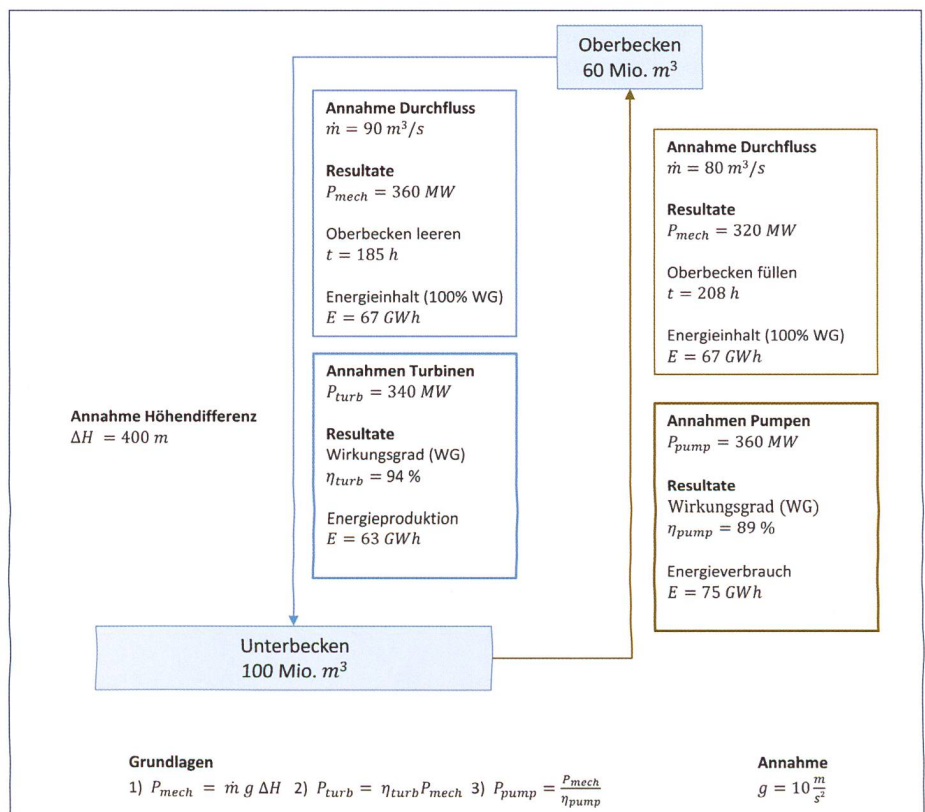 Oberbecken
60 Mio. m³
Annahme Durchfluss
ṁ = 90 m³/s
Resultate
P_mech = 360 MW
Oberbecken leeren
t = 185 h
Energieinhalt (100% WG)
E = 67 GWh
Annahmen Turbinen
P_turb = 340 MW
Resultate
Wirkungsgrad (WG)
η_turb = 94 %
Energieproduktion
E = 63 GWh
Annahme Durchfluss
ṁ = 80 m³/s
Resultate
P_mech = 320 MW
Oberbecken füllen
t = 208 h
Energieinhalt (100% WG)
E = 67 GWh
Annahmen Pumpen
P_pump = 360 MW
Resultate
Wirkungsgrad (WG)
η_pump = 89 %
Energieverbrauch
E = 75 GWh
Annahme Höhendifferenz
ΔH = 400 m
Unterbecken
100 Mio. m³
Grundlagen
1) P_mech = ṁ g ΔH 2) P_turb = η_turb P_mech 3) P_pump = P_mech / η_pump
Annahme
g = 10 m/s²